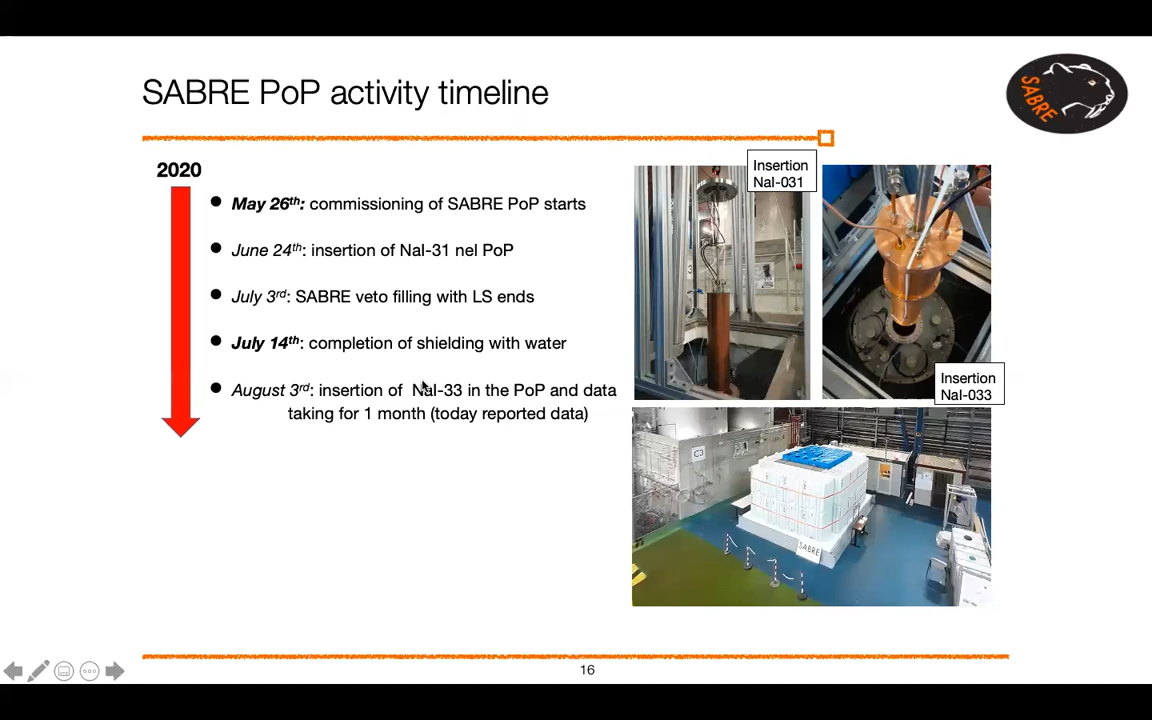 SABRE PoP activity timeline
SABRE
2020
May 26th: commissioning of SABRE PoP starts
June 24th: insertion of NaI-31 nel PoP
July 3rd: SABRE veto filling with LS ends
July 14th: completion of shielding with water
August 3rd: insertion of NaI-33 in the PoP and data
taking for 1 month (today reported data)
Insertion
NaI-031
Insertion
NaI-033
C3
SABRE
16